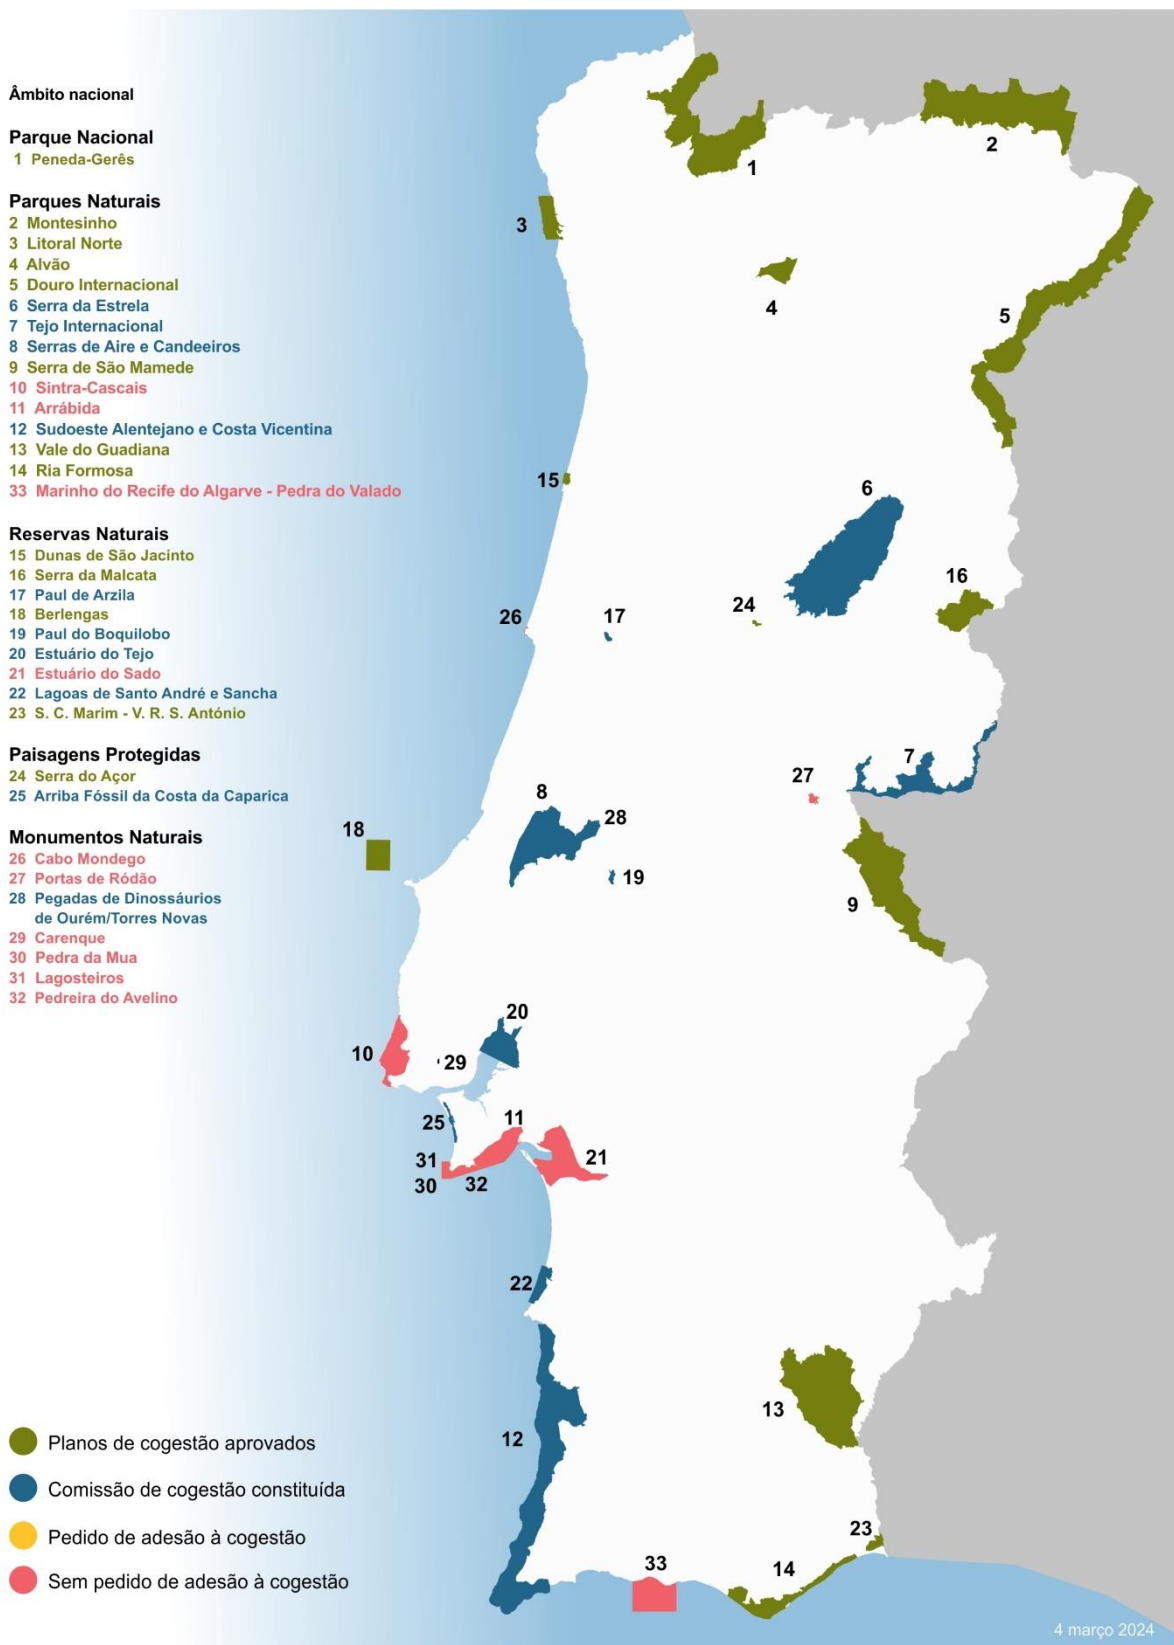 Âmbito nacional
Parque Nacional
1 Peneda-Gerês
Parques Naturais
2 Montesinho
3 Litoral Norte
4 Alvão
5 Douro Internacional
6 Serra da Estrela
7 Tejo Internacional
8 Serras de Aire e Candeeiros
9 Serra de São Mamede
10 Sintra-Cascais
11 Arrábida
12 Sudoeste Alentejano e Costa Vicentina
13 Vale do Guadiana
14 Ria Formosa
33 Marinho do Recife do Algarve - Pedra do Valado
Reservas Naturais
15 Dunas de São Jacinto
16 Serra da Malcata
17 Paul de Arzila
18 Berlengas
19 Paul do Boquilobo
20 Estuário do Tejo
21 Estuário do Sado
22 Lagoas de Santo André e Sancha
23 S. C. Marim - V. R. S. António
Paisagens Protegidas
24 Serra do Açor
25 Arriba Fóssil da Costa da Caparica
Monumentos Naturais
26 Cabo Mondego
27 Portas de Ródão
28 Pegadas de Dinossáurios
de Ourém/Torres Novas
29 Carenque
30 Pedra da Mua
31 Lagosteiros
32 Pedreira do Avelino
Planos de cogestão aprovados
Comissão de cogestão constituída
Pedido de adesão à cogestão
Sem pedido de adesão à cogestão
2
1
3
4
5
15
6
16
24
26
17
7
27
8
28
18
19
9
20
10
29
25
11
31
21
30
32
22
13
12
23
33
14
4 março 2024